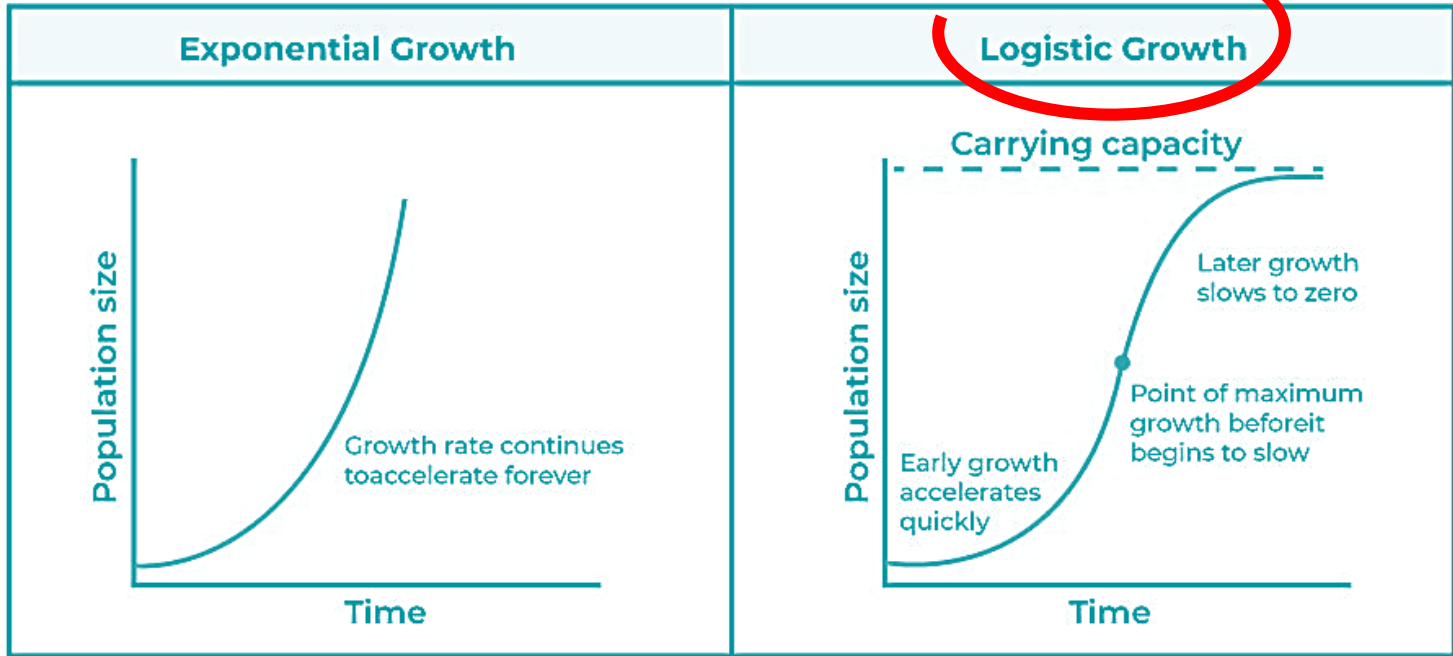 Exponential Growth
Logistic Growth
Population size
Growth rate continues
toaccelerate forever
Time
Carrying capacity
Population size
Later growth
slows to zero
Point of maximum
growth beforeit
begins to slow
Early growth
accelerates
quickly
Time